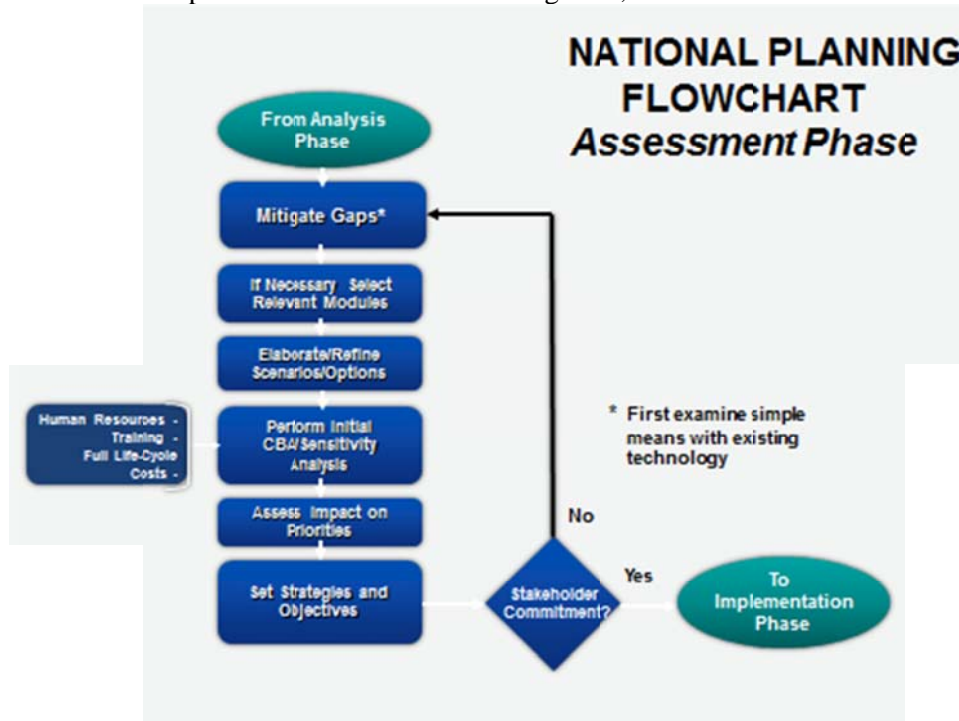 NATIONAL PLANNING
FLOWCHART
Assessment Phase
From Analysis
Phase
Mitigate Gaps*
If Necessary Select
Relevant Modules
Elaborate/Refine
Scenarios/Options
Human Resources -
Training -
Full Life-Cycle
Costs -
Perform Initial
CBA/Sensitivity
Analysis
* First examine simple
means with existing
technology
Assess Impact on
Priorities
No
Set Strategies and
Objectives
Stakeholder
Commitment?
Yes
To
Implementation
Phase